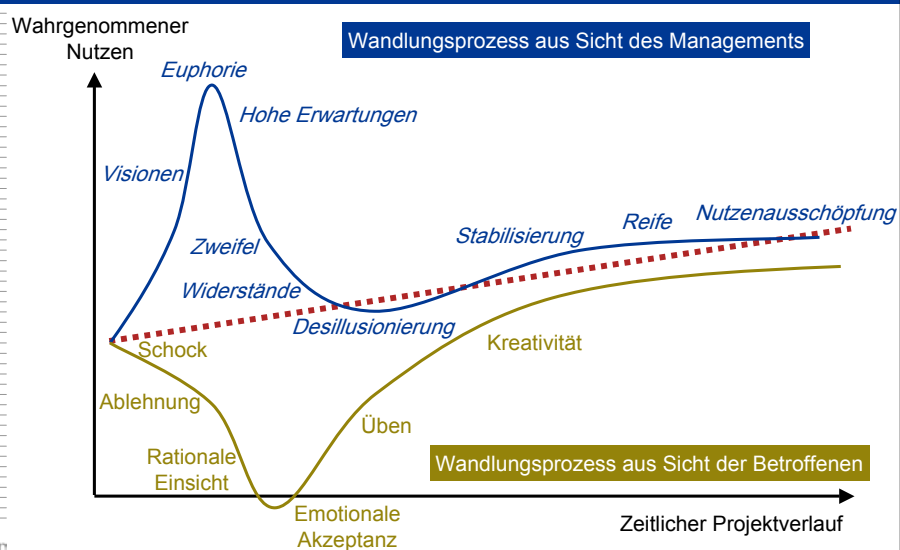 Wahrgenommener
Nutzen
Wandlungsprozess aus Sicht des Managements
Euphorie
Hohe Erwartungen
Visionen
Zweifel
Widerstände
Desillusionierung
Stabilisierung
Reife
Nutzenausschöpfung
Schock
Ablehnung
Rationale
Einsicht
Emotionale
Akzeptanz
Üben
Kreativität
Wandlungsprozess aus Sicht der Betroffenen
Zeitlicher Projektverlauf